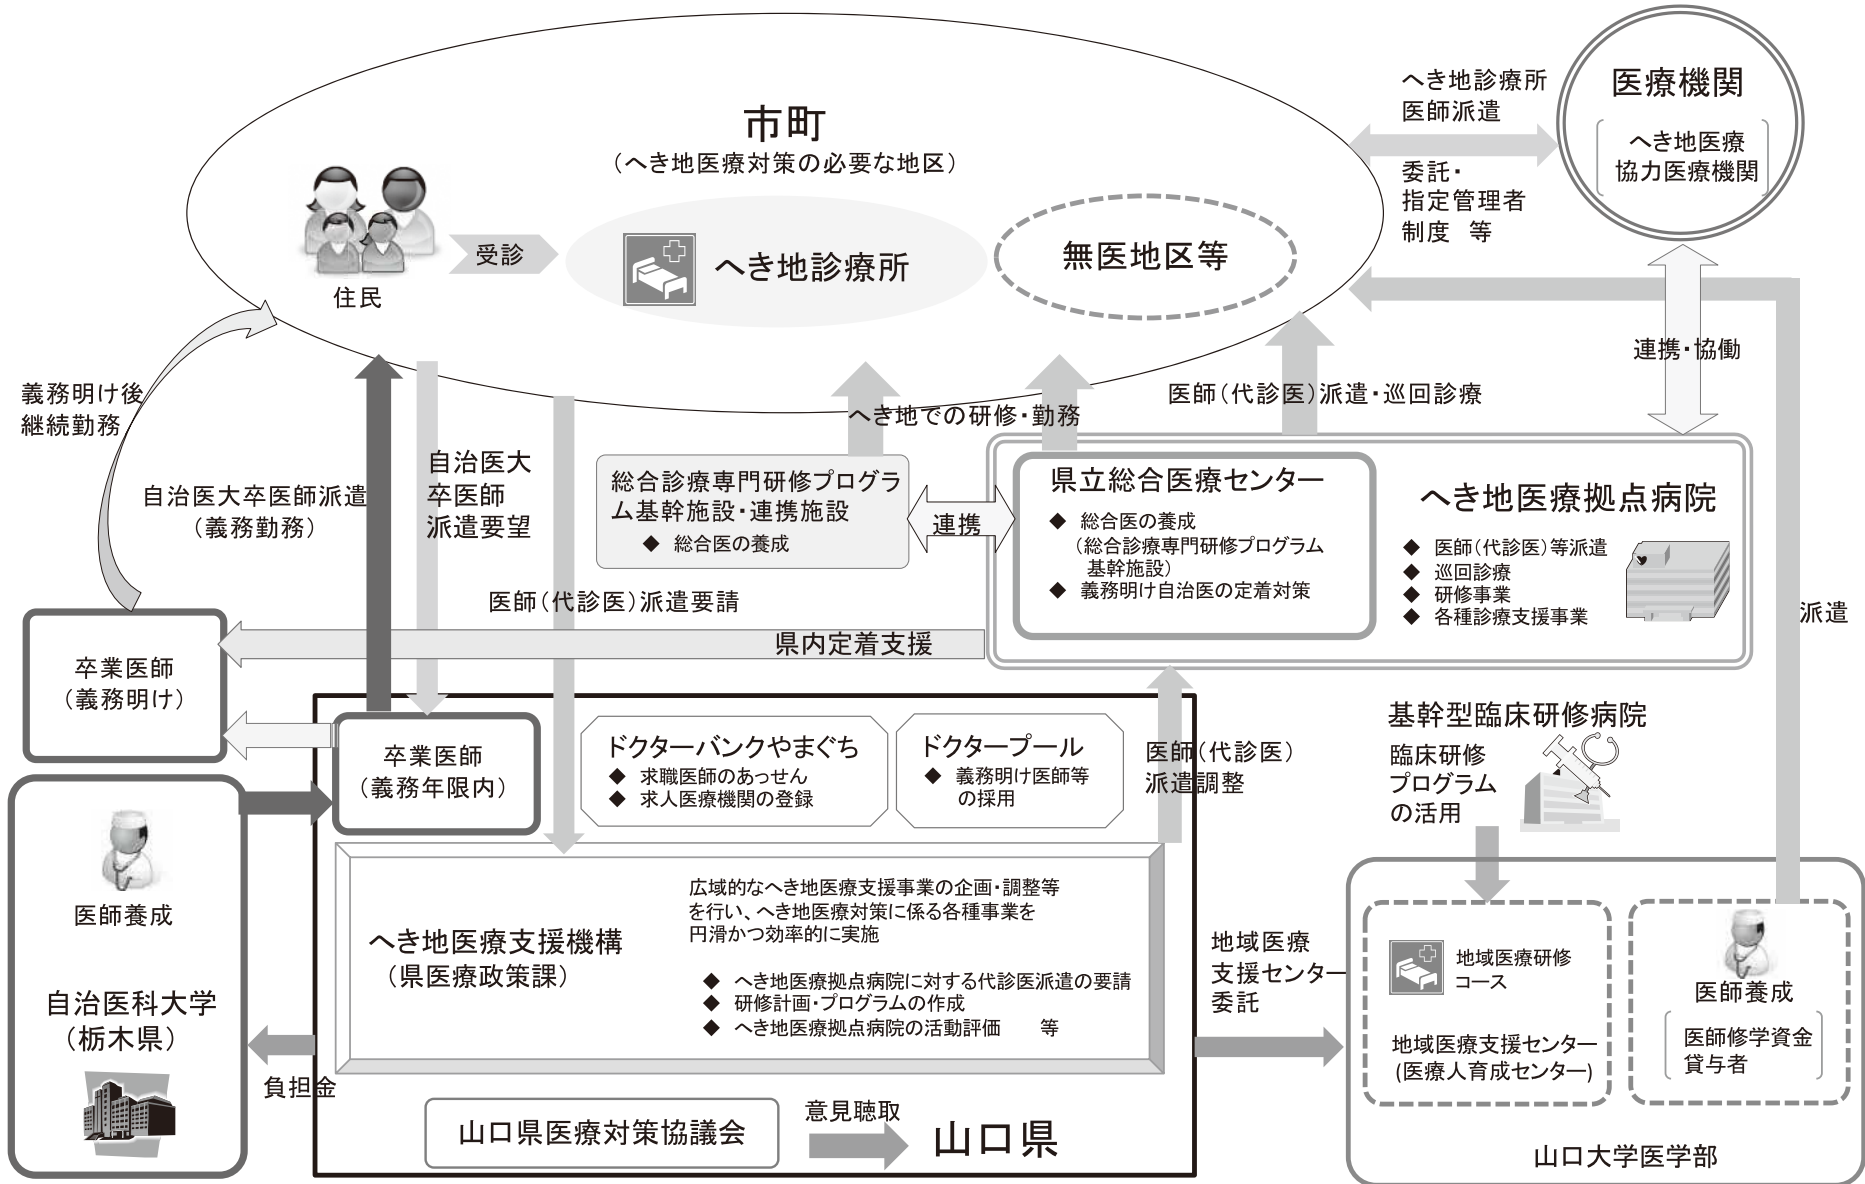 市町
（へき地医療対策の必要な地区）
住民
受診
へき地診療所
無医地区等
へき地診療所
医師派遣
委託・
指定管理者
制度　等
医療機関
へき地医療
協力医療機関
連携・協働
義務明け後
継続勤務
自治医大卒医師派遣
（義務勤務）
自治医大
卒医師
派遣要望
医師（代診医）派遣要請
へき地での研修・勤務
医師（代診医）派遣・巡回診療
総合診療専門研修プログラ
ム基幹施設・連携施設
◆ 総合医の養成
連携
県立総合医療センター
◆ 総合医の養成
（総合診療専門研修プログラム
基幹施設）
◆ 義務明け自治医の定着対策
へき地医療拠点病院
◆ 医師（代診医）等派遣
◆ 巡回診療
◆ 研修事業
◆ 各種診療支援事業
派遣
県内定着支援
卒業医師
（義務明け）
卒業医師
（義務年限内）
ドクターバンクやまぐち
◆ 求職医師のあっせん
◆ 求人医療機関の登録
ドクタープール
◆ 義務明け医師等
の採用
医師（代診医）
派遣調整
基幹型臨床研修病院
臨床研修
プログラム
の活用
医師養成
自治医科大学
（栃木県）
負担金
へき地医療支援機構
（県医療政策課）
広域的なへき地医療支援事業の企画・調整等
を行い、へき地医療対策に係る各種事業を
円滑かつ効率的に実施
◆ へき地医療拠点病院に対する代診医派遣の要請
◆ 研修計画・プログラムの作成
◆ へき地医療拠点病院の活動評価　　等
山口県医療対策協議会
意見聴取
山口県
地域医療
支援センター
委託
地域医療研修
コース
地域医療支援センター
(医療人育成センター)
医師養成
医師修学資金
貸与者
山口大学医学部